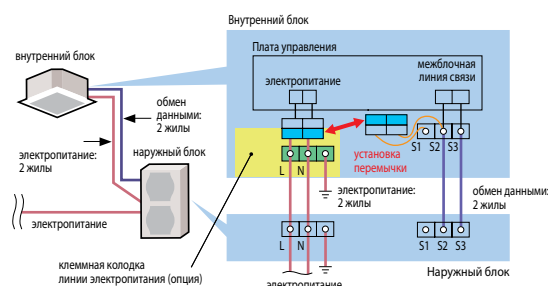 Внутренний блок
Плата управления
внутренний блок
электропитание
межблочная
линия связи
обмен
данными:
2 жилы
S1 S2 S3
установка
перемычки
электропитание:
2 жилы
наружный блок
L N
электропитание:
2 жилы
обмен данными:
2 жилы
электропитание
клеммная колодка
линии электропитания (опция)
L N
S1 S2 S3
Наружный блок
электропитание